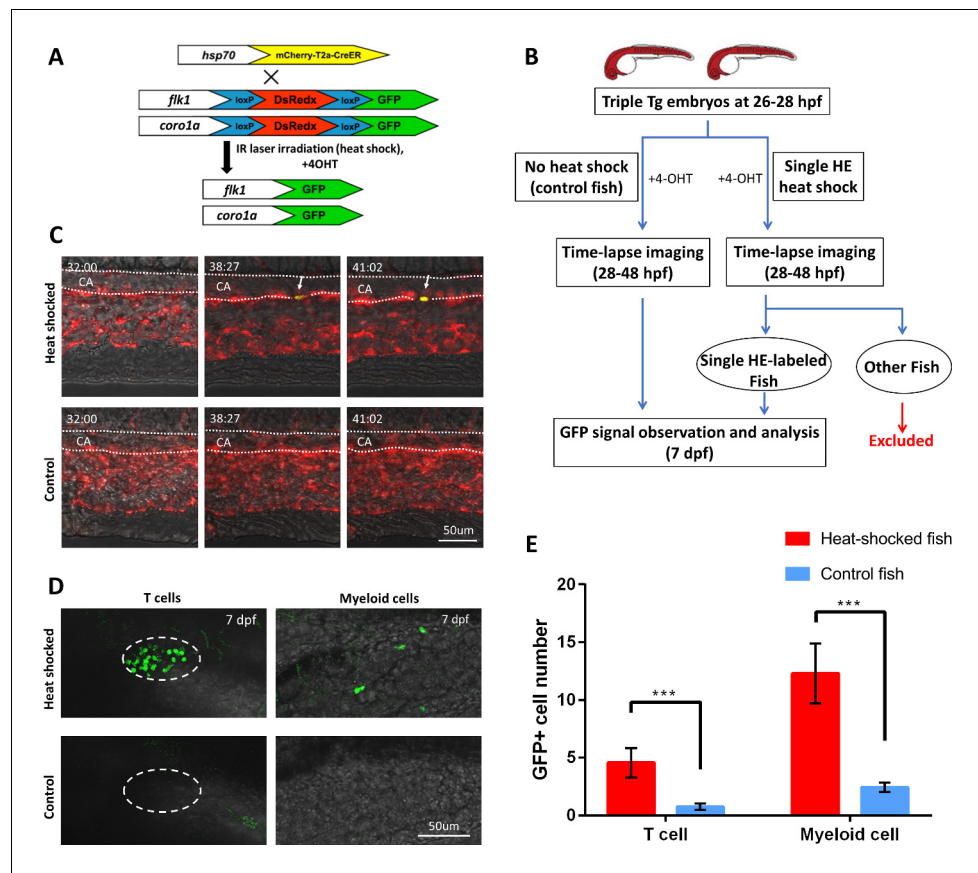 A
hsp70 mCherry-T2a-CreER
×
flk1 loxP DsRedx loxP GFP
coro1a loxP DsRedx loxP GFP
IR laser irradiation (heat shock),
+4OHT
flk1 GFP
coro1a GFP
B
Triple Tg embryos at 26-28 hpf
No heat shock
(control fish)
+4-OHT +4-OHT
Single HE
heat shock
Time-lapse imaging
(28-48 hpf)
Time-lapse imaging
(28-48 hpf)
Single HE-labeled
Fish
Other Fish
GFP signal observation and analysis
(7 dpf)
Excluded
C
Heat shocked
32:00 38:27 41:02
CA CA CA
Control
32:00 38:27 41:02
CA CA CA
50um
D
T cells Myeloid cells
Heat shocked
7 dpf 7 dpf
Control
50um
E
Heat-shocked fish
Control fish
GFP+ cell number
20
15
10
5
0
*** ***
T cell Myeloid cell